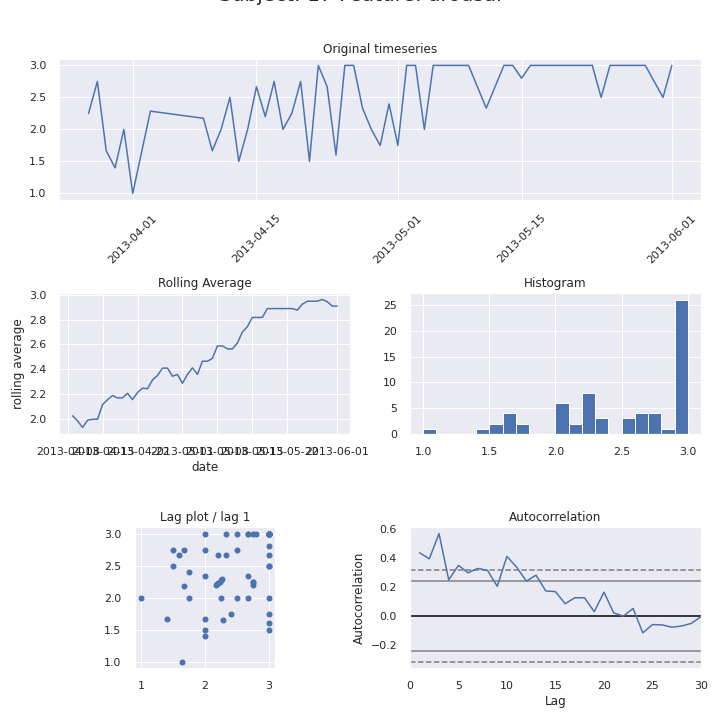 Original timeseries
3.0
2.5
2.0
1.5
1.0
2013-04-01
2013-04-15
2013-05-01
2013-05-15
2013-06-01
Rolling Average
3.0
2.8
2.6
2.4
2.2
2.0
rolling average
2013-06-01
date
Histogram
25
20
15
10
5
0
1.0 1.5 2.0 2.5 3.0
Lag plot / lag 1
3.0
2.5
2.0
1.5
1.0
1 2 3
Autocorrelation
0.6
0.4
0.2
0.0
−0.2
Autocorrelation
0 5 10 15 20 25 30
Lag